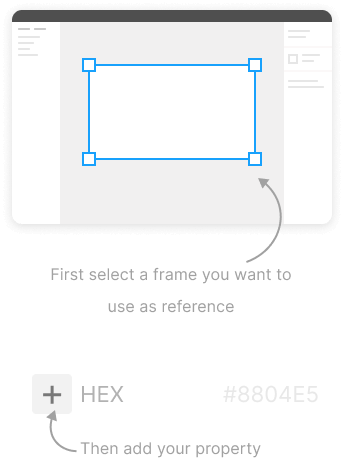 First select a frame you want to
use as reference
HEX #8804E5
Then add your property